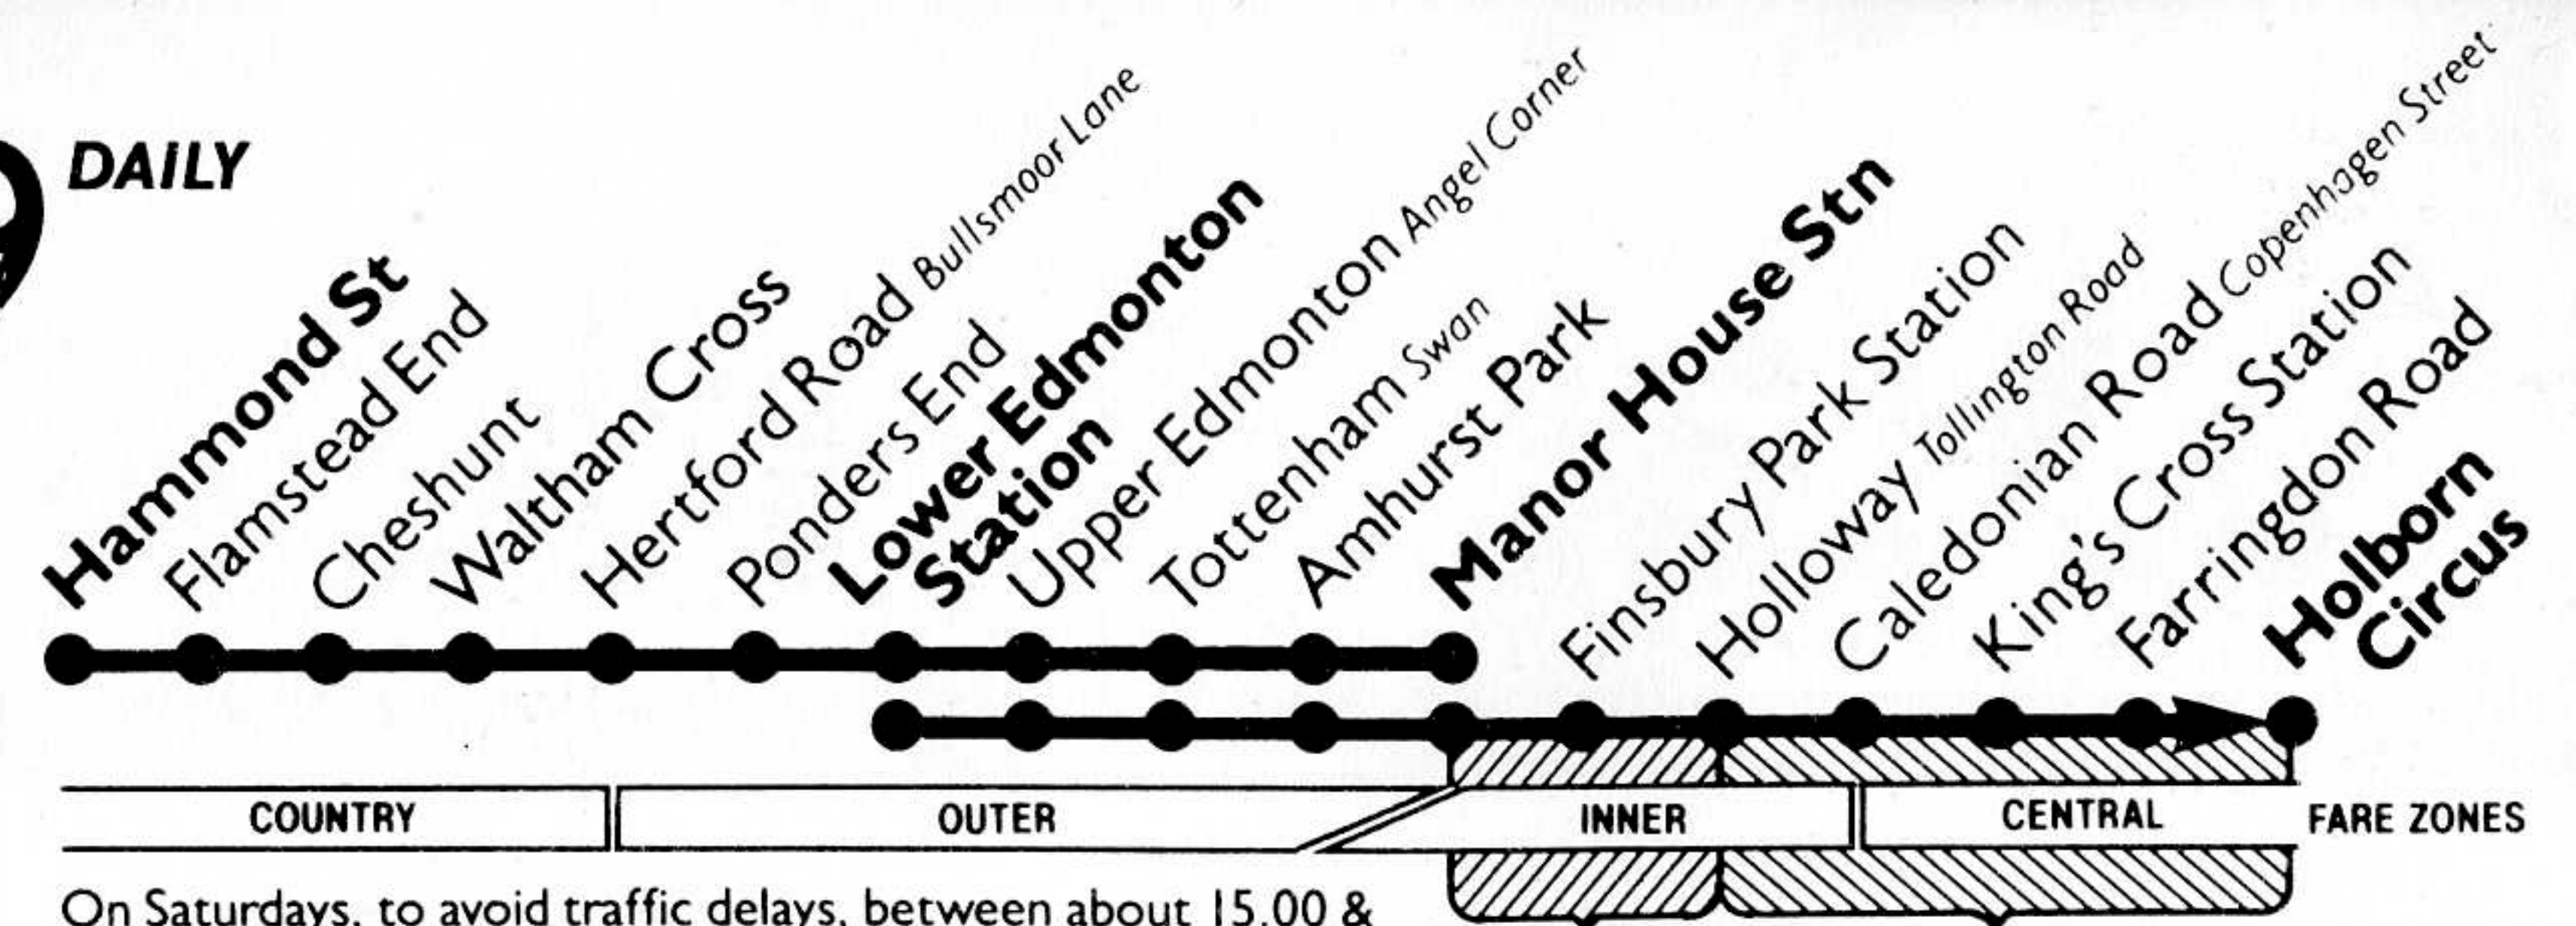 DAILY
Hammond St
Flamstead End
Cheshunt
Waltham Cross
Hertford Road Bullsmoor Lane
Ponders End
Lower Edmonton
Station
Upper Edmonton Angel Corner
Tottenham Swan
Amhurst Park
Manor House Stn
Finsbury Park Station
Holloway Tollington Road
Caledonian Road Copenhagen Street
King's Cross Station
Farringdon Road
Holborn
Circus
COUNTRY OUTER INNER CENTRAL FARE ZONES
On Saturdays, to avoid traffic delays, between about 15.00 &